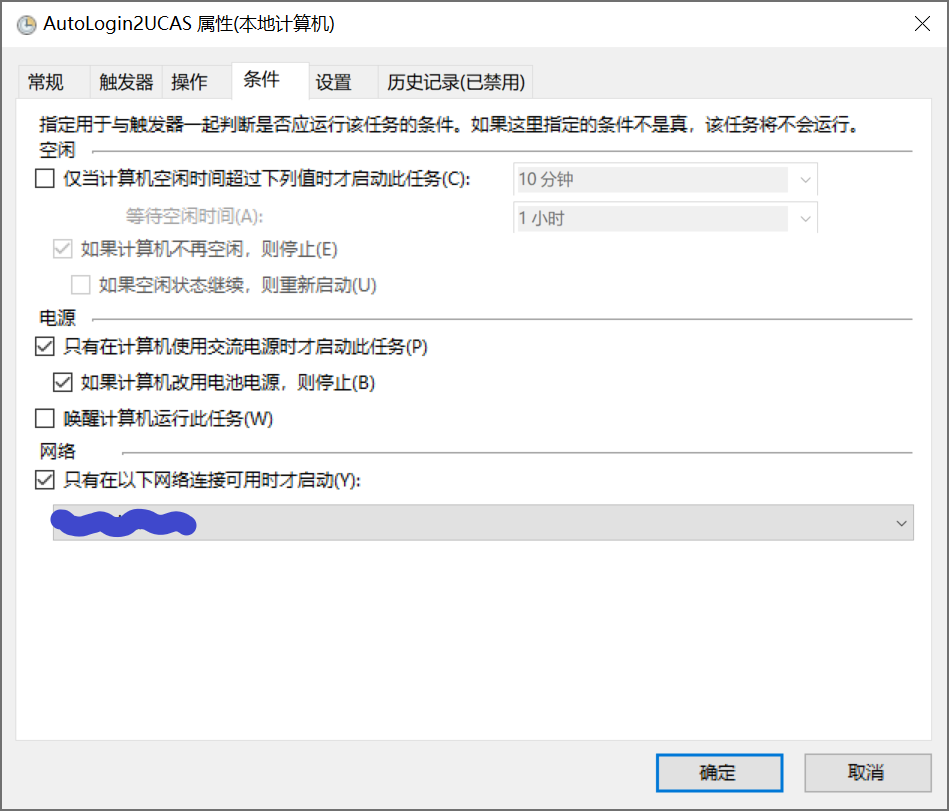 AutoLogin2UCAS 属性(本地计算机)
常规 触发器 操作 条件 设置 历史记录(已禁用)
指定用于与触发器一起判断是否应运行该任务的条件。如果这里指定的条件不是真，该任务将不会运行。
空闲
仅当计算机空闲时间超过下列值时才启动此任务(C): 10 分钟
等待空闲时间(A): 1 小时
如果计算机不再空闲，则停止(E)
如果空闲状态继续，则重新启动(U)
电源
只有在计算机使用交流电源时才启动此任务(P)
如果计算机改用电池电源，则停止(B)
唤醒计算机运行此任务(W)
网络
只有在以下网络连接可用时才启动(Y):
确定 取消